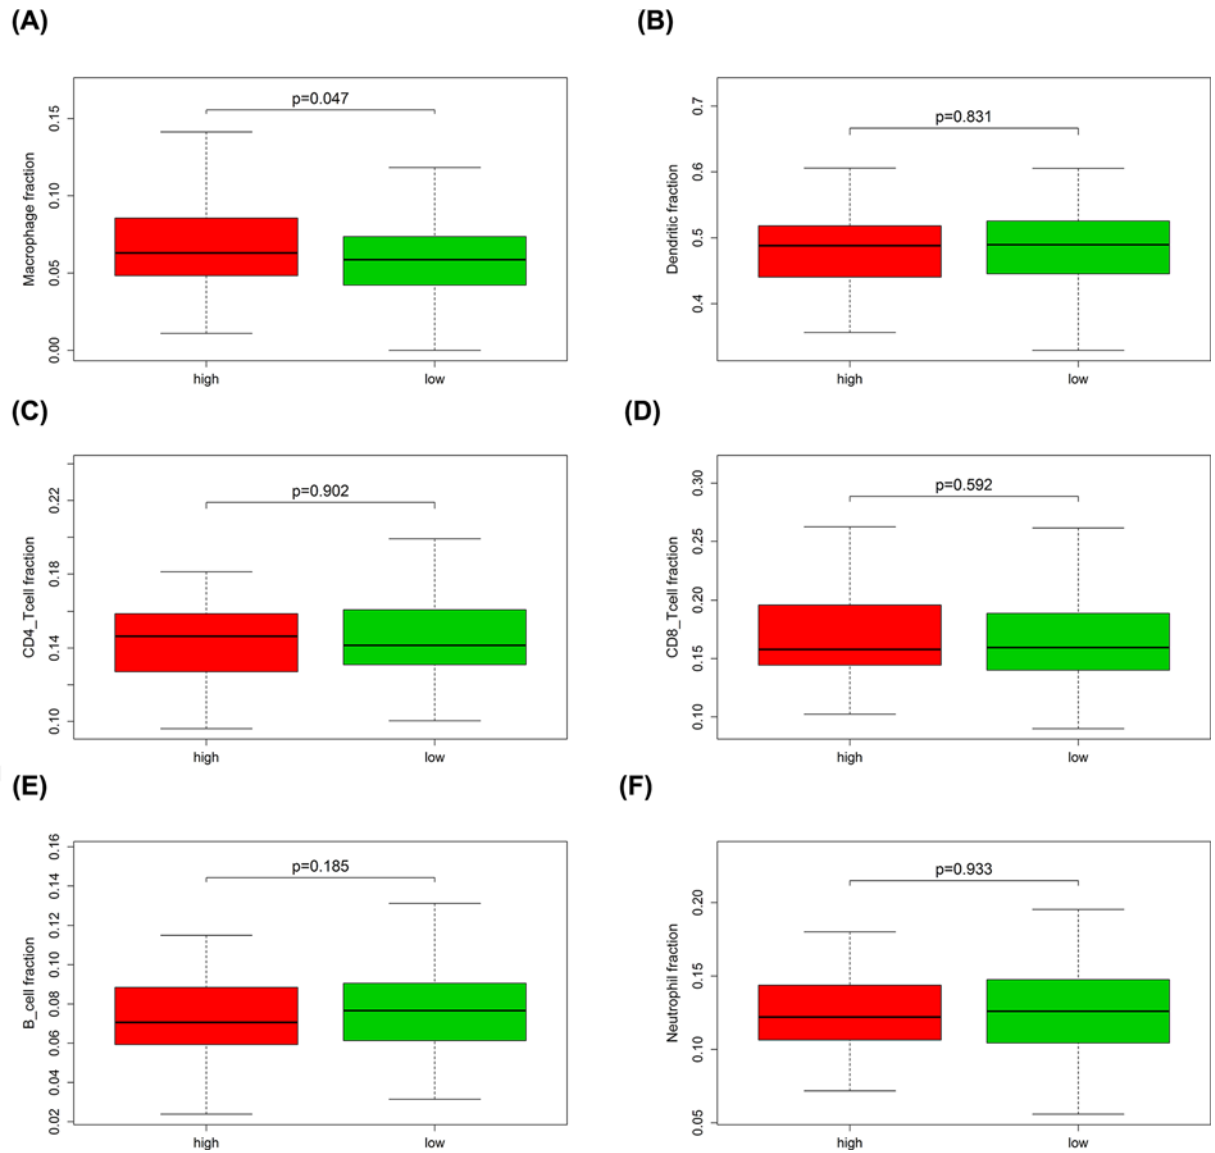 (A)
p=0.047
Macrophage fraction
0.15
0.10
0.05
0.00
high
low
(B)
p=0.831
Dendritic fraction
0.7
0.6
0.5
0.4
high
low
(C)
p=0.902
CD4_Tcell fraction
0.22
0.18
0.14
0.10
high
low
(D)
p=0.592
CD8_Tcell fraction
0.30
0.25
0.20
0.15
0.10
high
low
(E)
p=0.185
B_cell fraction
0.16
0.14
0.12
0.10
0.08
0.06
0.04
0.02
high
low
(F)
p=0.933
Neutrophil fraction
0.20
0.15
0.10
0.05
high
low